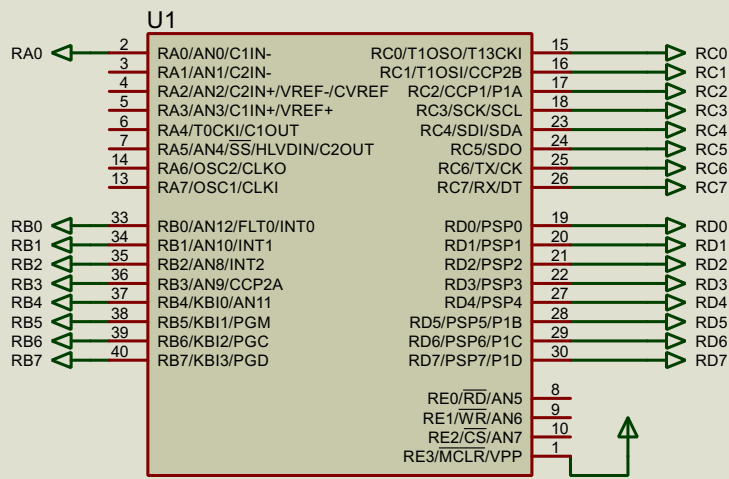 U1
RA0 2 RA0/AN0/C1IN- RC0/T1OSO/T13CKI 15 RC0
3 RA1/AN1/C2IN- RC1/T1OSI/CCP2B 16 RC1
4 RA2/AN2/C2IN+/VREF-/CVREF RC2/CCP1/P1A 17 RC2
5 RA3/AN3/C1IN+/VREF+ RC3/SCK/SCL 18 RC3
6 RA4/T0CKI/C1OUT RC4/SDI/SDA 23 RC4
7 RA5/AN4/SS/HLVDIN/C2OUT RC5/SDO 24 RC5
14 RA6/OSC2/CLKO RC6/TX/CK 25 RC6
13 RA7/OSC1/CLKI RC7/RX/DT 26 RC7
RB0 33 RB0/AN12/FLT0/INT0 RD0/PSP0 19 RD0
RB1 34 RB1/AN10/INT1 RD1/PSP1 20 RD1
RB2 35 RB2/AN8/INT2 RD2/PSP2 21 RD2
RB3 36 RB3/AN9/CCP2A RD3/PSP3 22 RD3
RB4 37 RB4/KBI0/AN11 RD4/PSP4 27 RD4
RB5 38 RB5/KBI1/PGM RD5/PSP5/P1B 28 RD5
RB6 39 RB6/KBI2/PGC RD6/PSP6/P1C 29 RD6
RB7 40 RB7/KBI3/PGD RD7/PSP7/P1D 30 RD7
RE0/RD/AN5 8
RE1/WR/AN6 9
RE2/CS/AN7 10
RE3/MCLR/VPP 1